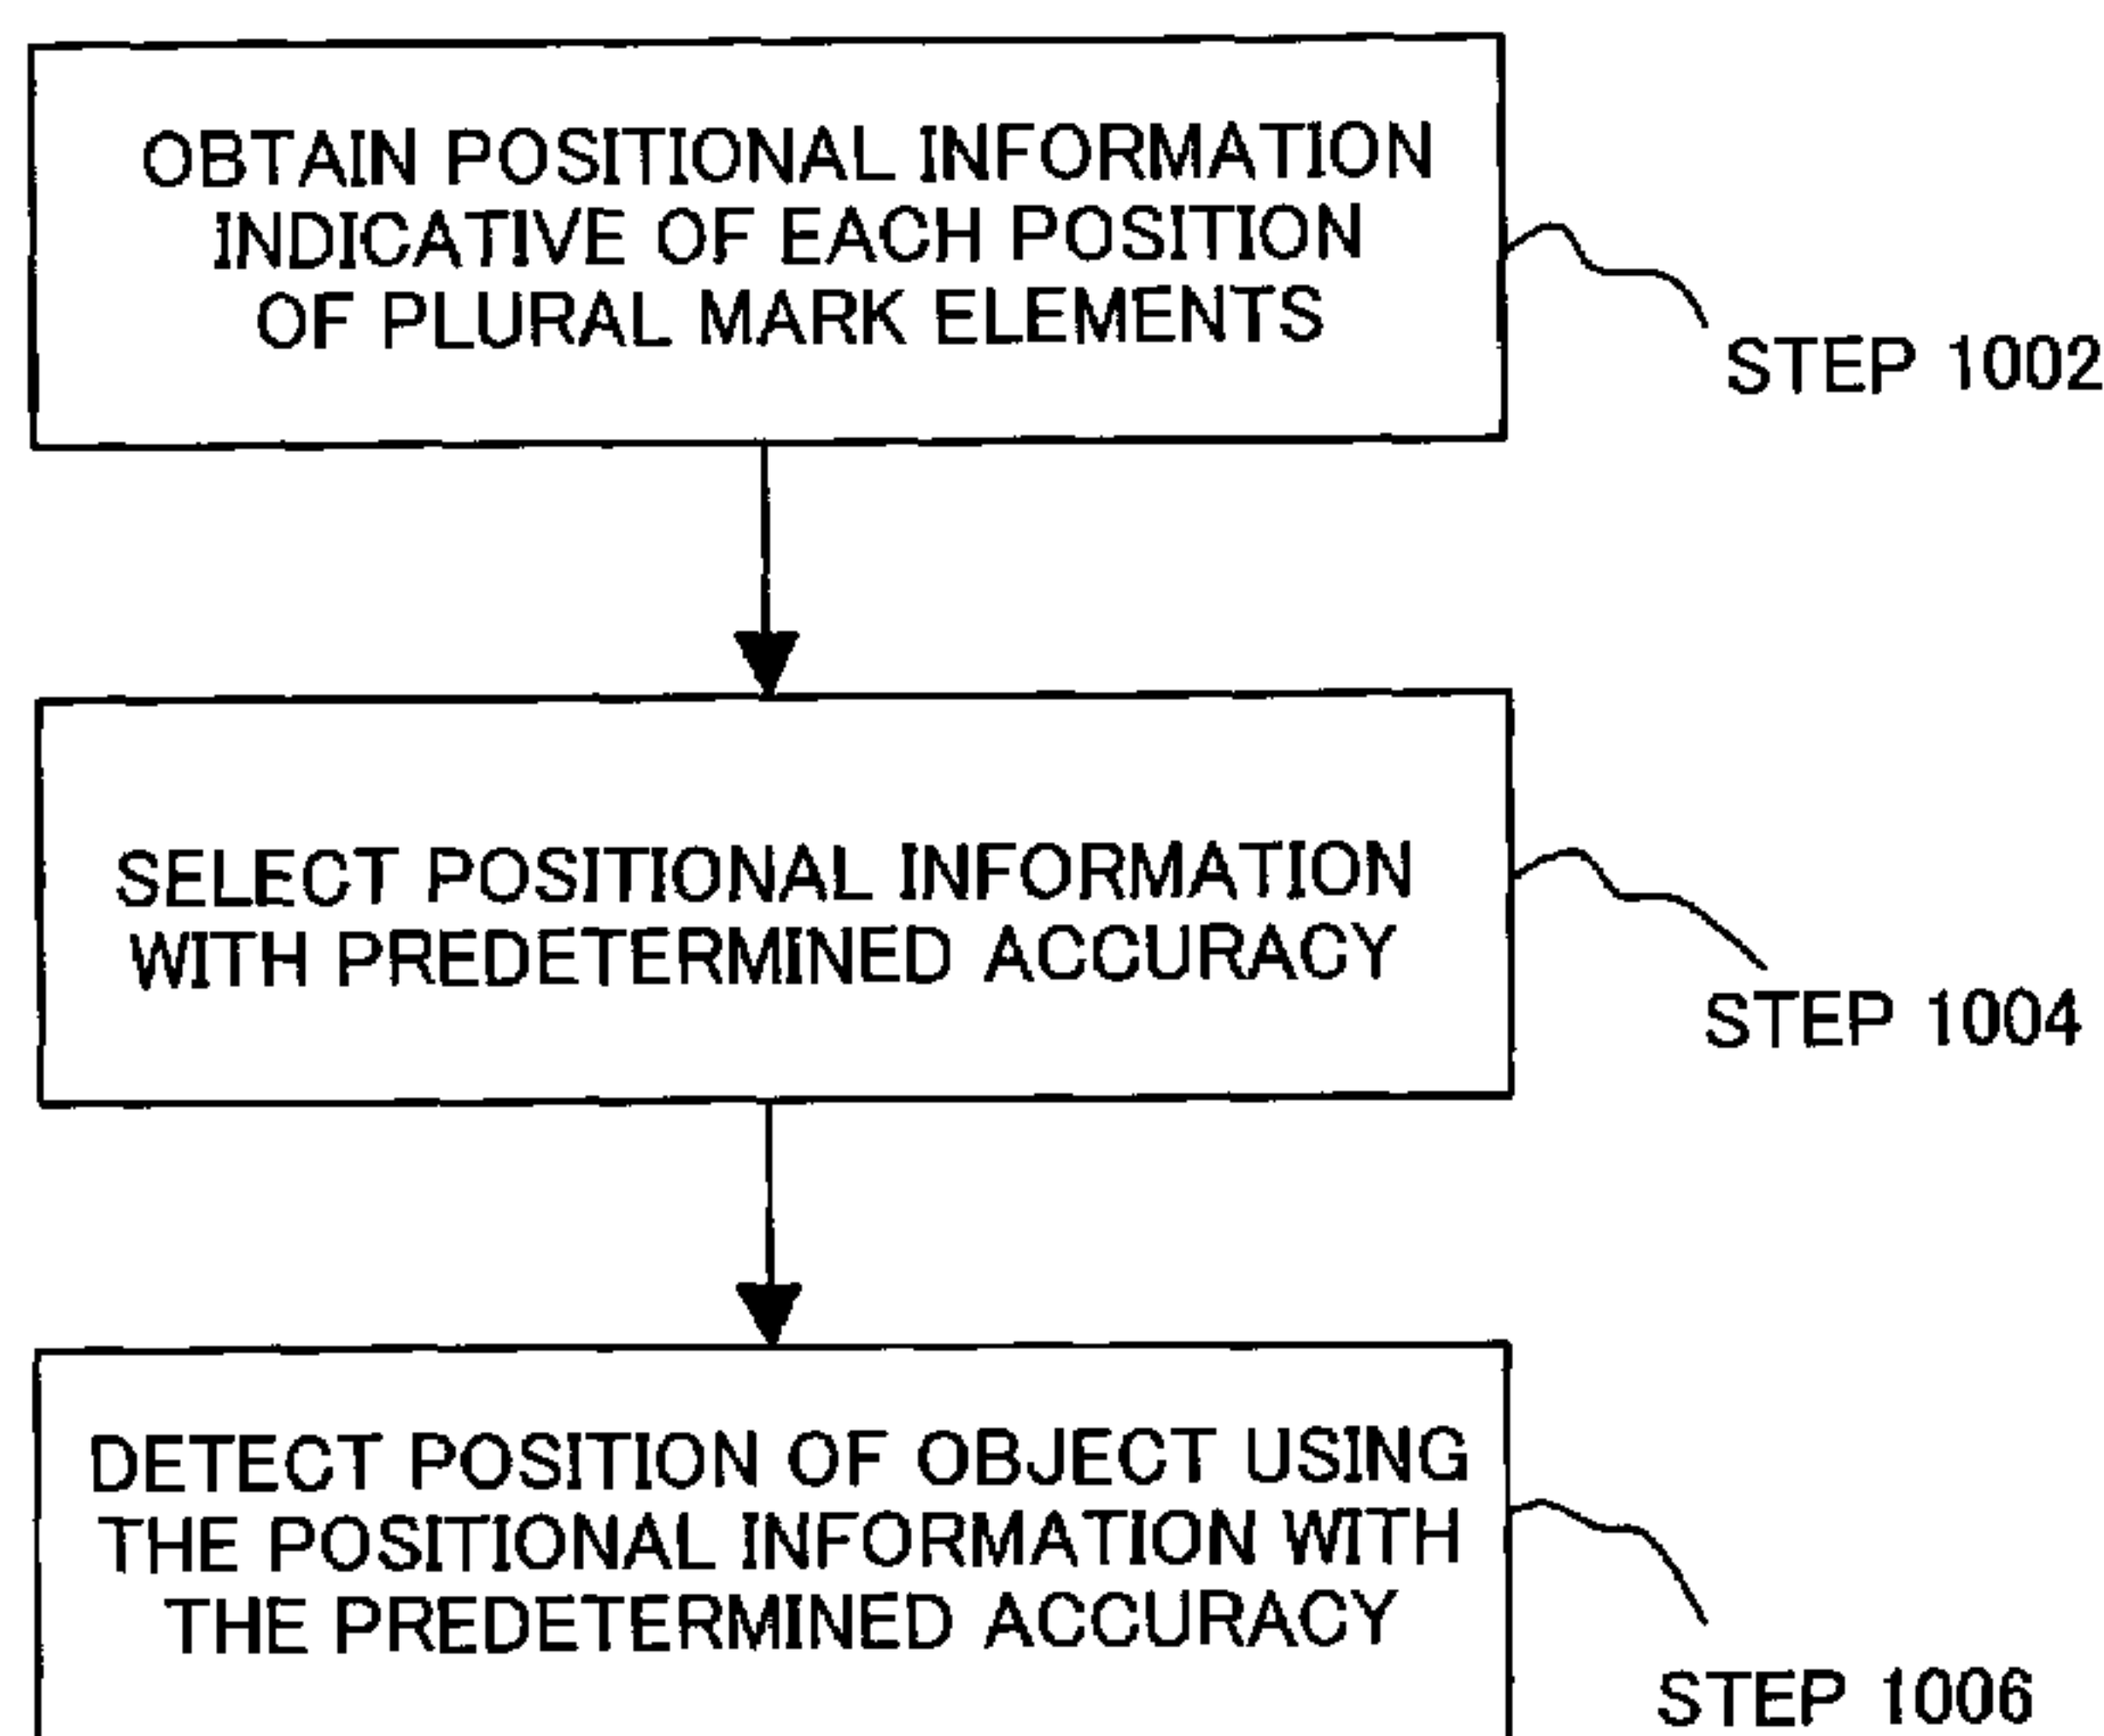 OBTAIN POSITIONAL INFORMATION
INDICATIVE OF EACH POSITION
OF PLURAL MARK ELEMENTS
STEP 1002
SELECT POSITIONAL INFORMATION
WITH PREDETERMINED ACCURACY
STEP 1004
DETECT POSITION OF OBJECT USING
THE POSITIONAL INFORMATION WITH
THE PREDETERMINED ACCURACY
STEP 1006